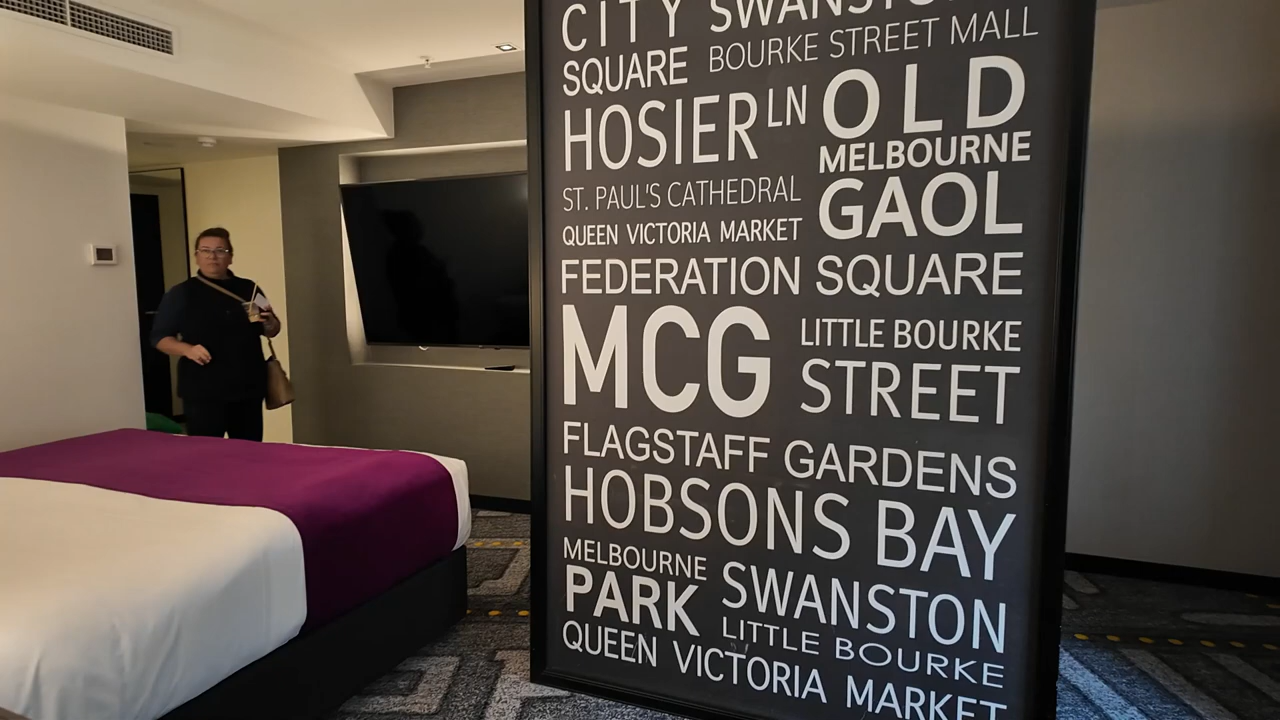 CITY SWANSTON
SQUARE BOURKE STREET MALL
HOSIER LN OLD
MELBOURNE
ST. PAUL'S CATHEDRAL GAOL
QUEEN VICTORIA MARKET
FEDERATION SQUARE
MCG LITTLE BOURKE
STREET
FLAGSTAFF GARDENS
HOBSONS BAY
MELBOURNE SWANSTON
PARK LITTLE BOURKE
QUEEN VICTORIA MARKET